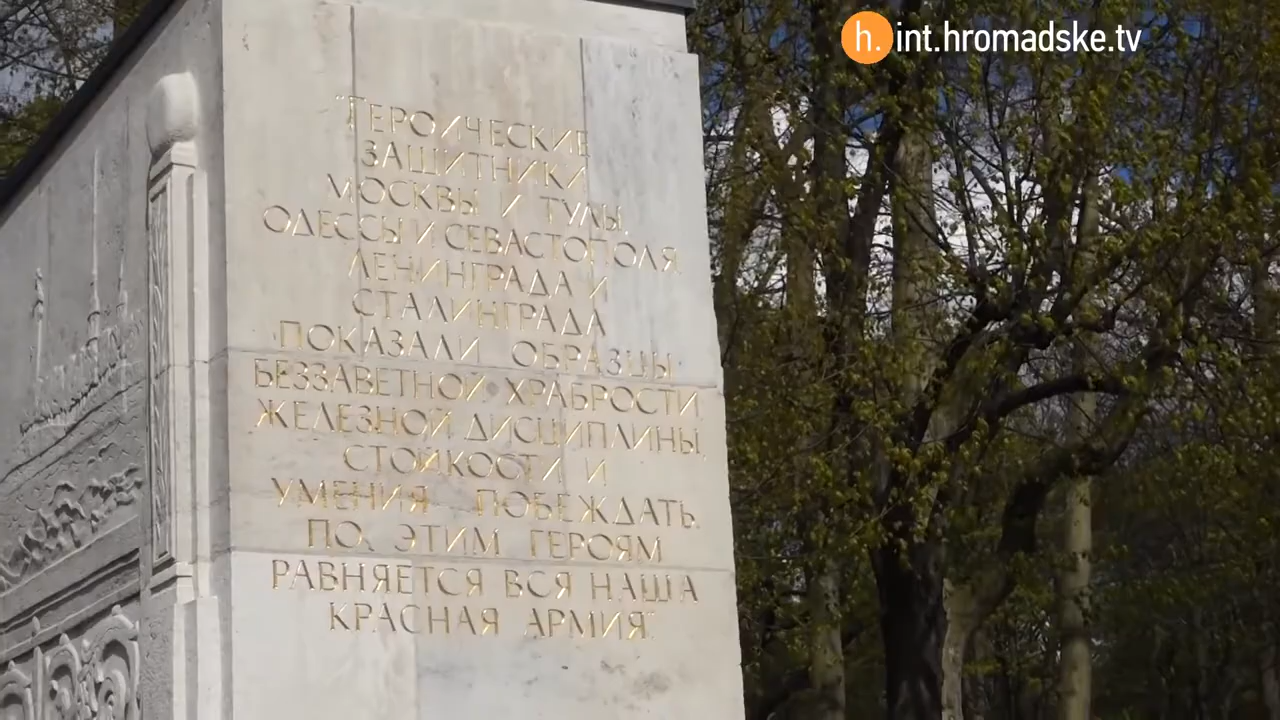 h. int.hromadske.tv
"ГЕРОИЧЕСКИЕ
ЗАЩИТНИКИ
МОСКВЫ И ТУЛЫ,
ОДЕССЫ И СЕВАСТОПОЛЯ,
ЛЕНИНГРАДА И
СТАЛИНГРАДА
ПОКАЗАЛИ ОБРАЗЦЫ
БЕЗЗАВЕТНОЙ ХРАБРОСТИ,
ЖЕЛЕЗНОЙ ДИСЦИПЛИНЫ,
СТОЙКОСТИ И
УМЕНИЯ ПОБЕЖДАТЬ.
ПО ЭТИМ ГЕРОЯМ
РАВНЯЕТСЯ ВСЯ НАША
КРАСНАЯ АРМИЯ"